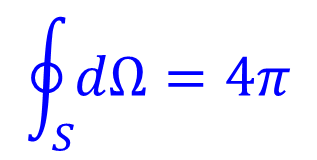 ∮_S dΩ = 4π